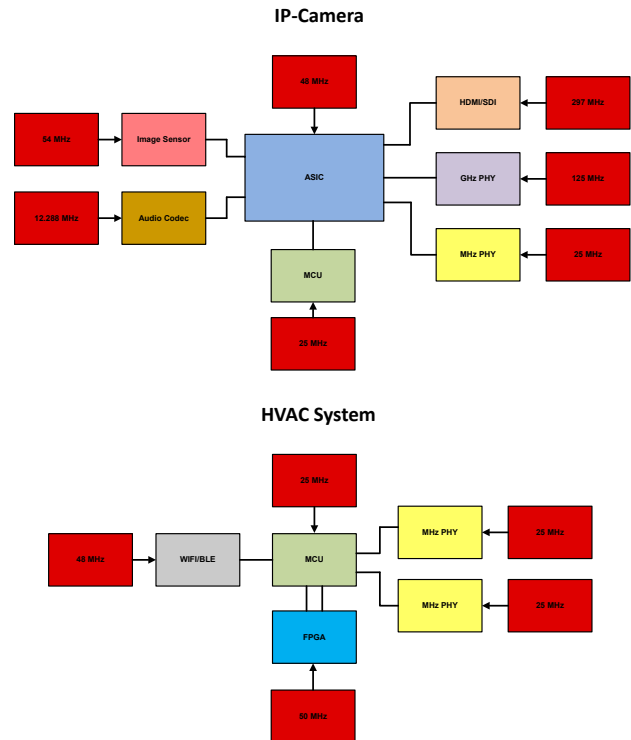 IP-Camera
48 MHz
HDMI/SDI
297 MHz
54 MHz
Image Sensor
ASIC
GHz PHY
125 MHz
12.288 MHz
Audio Codec
MHz PHY
25 MHz
MCU
25 MHz
HVAC System
25 MHz
MHz PHY
25 MHz
48 MHz
WIFI/BLE
MCU
MHz PHY
25 MHz
FPGA
50 MHz